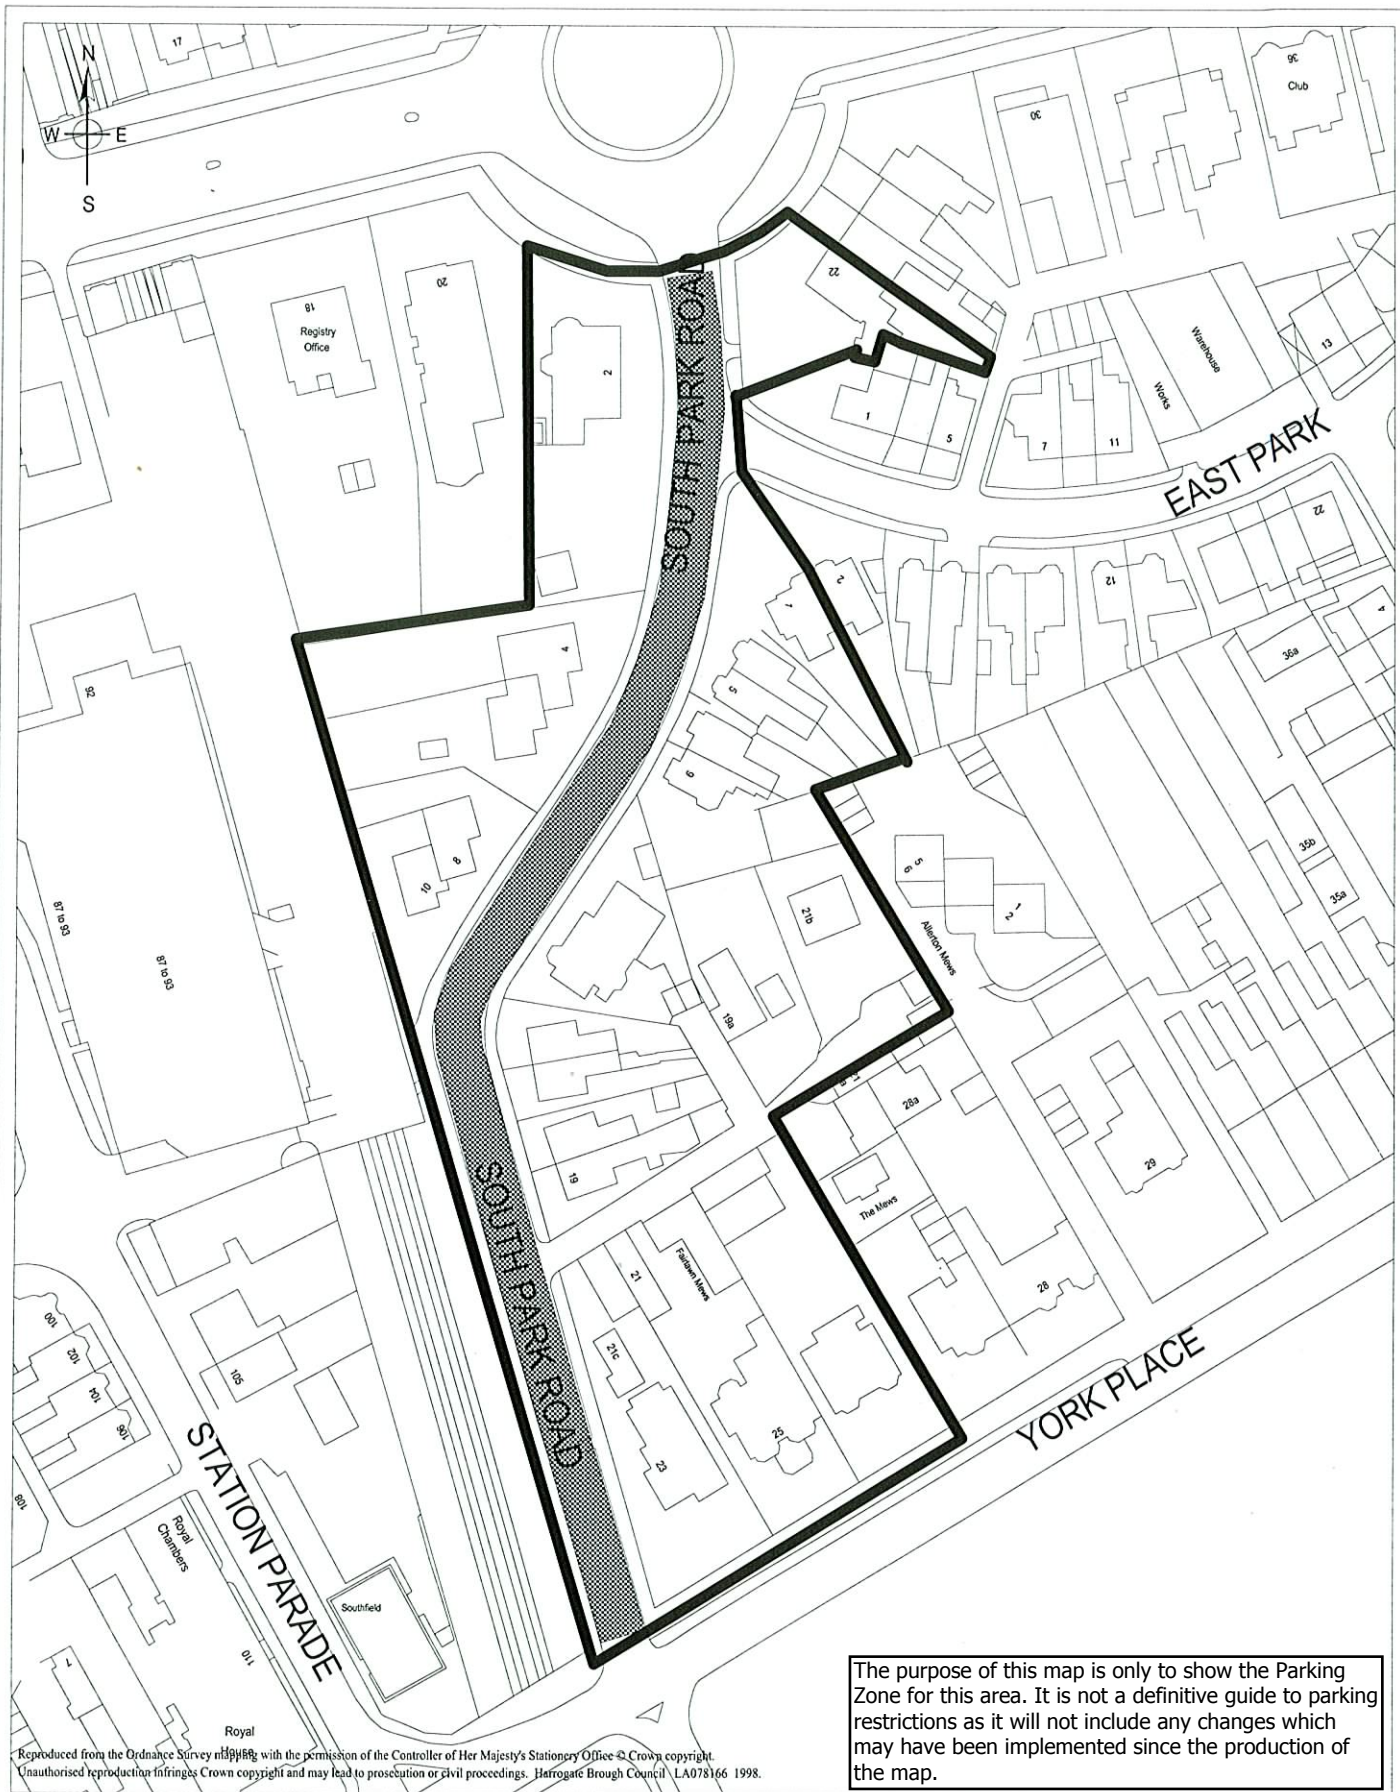 N
W
E
S
17
18
Registry
Office
20
2
22
30
36
Club
SOUTH PARK ROAD
1
5
7
11
Works
Warehouse
13
EAST PARK
22
12
2
1
5
9
4
4
36a
92
8
10
87 to 93
87 to 93
5
6
1
2
Allerton Mews
35b
35a
21b
19a
19
28a
The Mews
29
28
21
Fairlawn Mews
21c
23
25
SOUTH PARK ROAD
YORK PLACE
100
102
104
106
108
105
STATION PARADE
Royal
Chambers
110
Southfield
7
Royal
House
The purpose of this map is only to show the Parking
Zone for this area. It is not a definitive guide to parking
restrictions as it will not include any changes which
may have been implemented since the production of
the map.
Reproduced from the Ordnance Survey mapping with the permission of the Controller of Her Majesty's Stationery Office © Crown copyright.
Unauthorised reproduction infringes Crown copyright and may lead to prosecution or civil proceedings. Harrogate Brough Council LA078166 1998.